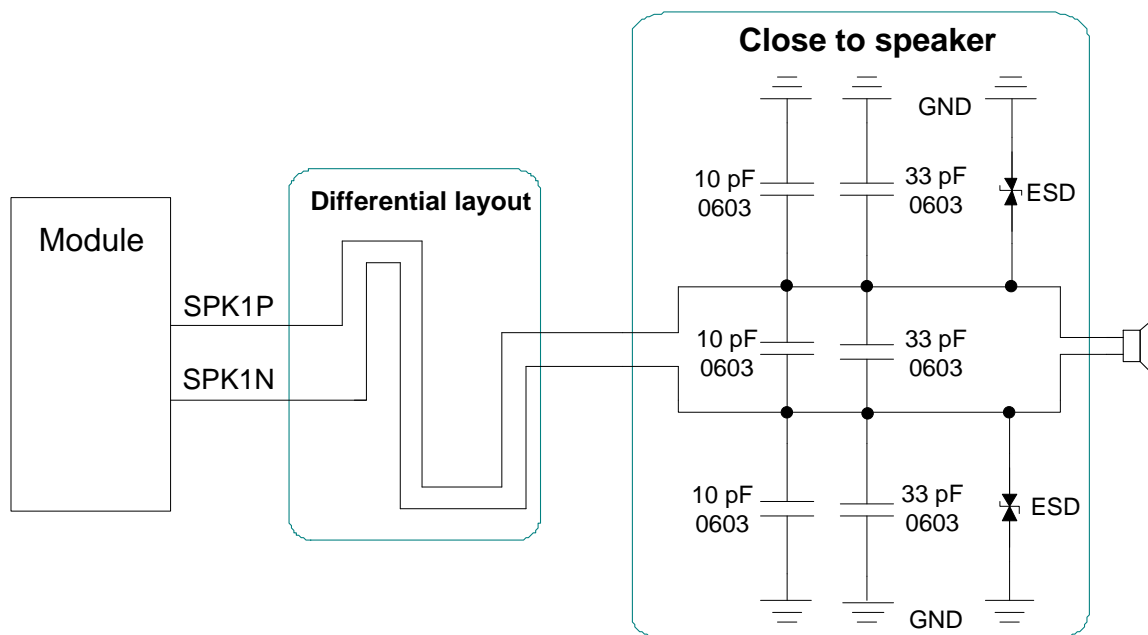 Close to speaker
GND
10 pF
0603
33 pF
0603
ESD
Differential layout
Module
SPK1P
SPK1N
10 pF
0603
33 pF
0603
10 pF
0603
33 pF
0603
ESD
GND